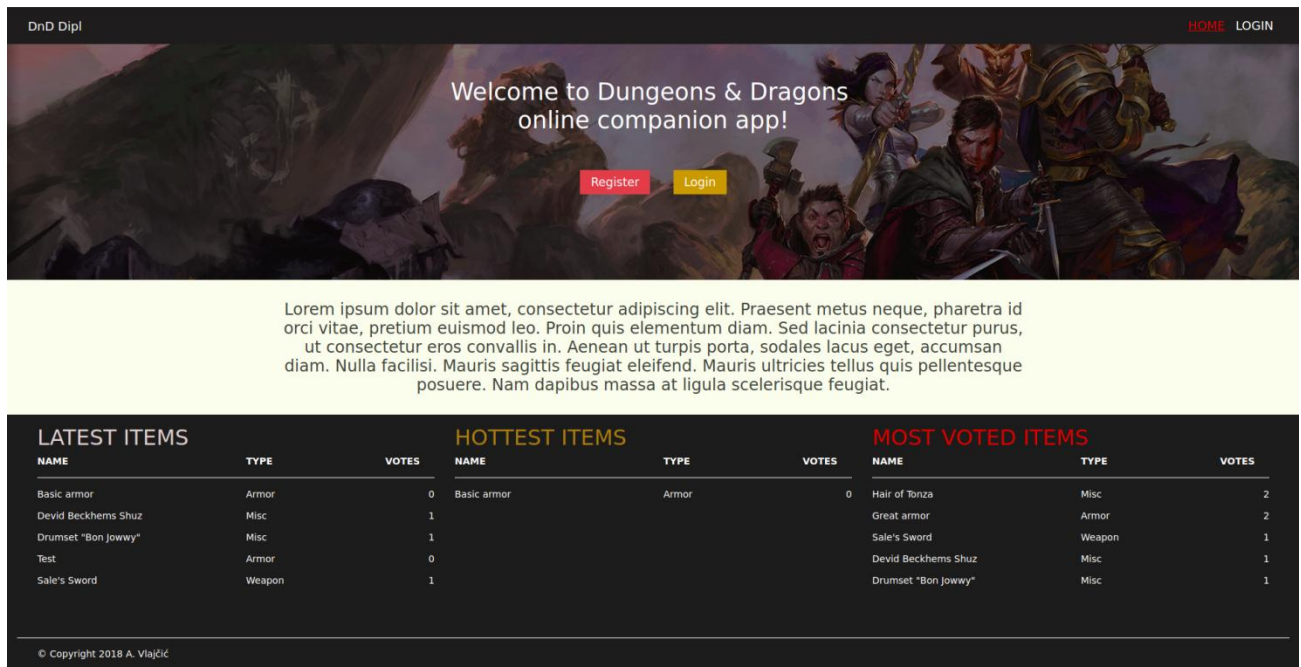 DnD Dipl
HOME LOGIN
Welcome to Dungeons & Dragons
online companion app!
Register Login
Lorem ipsum dolor sit amet, consectetur adipiscing elit. Praesent metus neque, pharetra id
orci vitae, pretium euismod leo. Proin quis elementum diam. Sed lacinia consectetur purus,
ut consectetur eros convallis in. Aenean ut turpis porta, sodales lacus eget, accumsan
diam. Nulla facilisi. Mauris sagittis feugiat eleifend. Mauris ultricies tellus quis pellentesque
posuere. Nam dapibus massa at ligula scelerisque feugiat.
LATEST ITEMS
NAME TYPE VOTES
Basic armor Armor 0
Devid Beckhems Shuz Misc 1
Drumset "Bon Jowwy" Misc 1
Test Armor 0
Sale's Sword Weapon 1
HOTTEST ITEMS
NAME TYPE VOTES
Basic armor Armor 0
MOST VOTED ITEMS
NAME TYPE VOTES
Hair of Tonza Misc 2
Great armor Armor 2
Sale's Sword Weapon 1
Devid Beckhems Shuz Misc 1
Drumset "Bon Jowwy" Misc 1
© Copyright 2018 A. Vlajčić